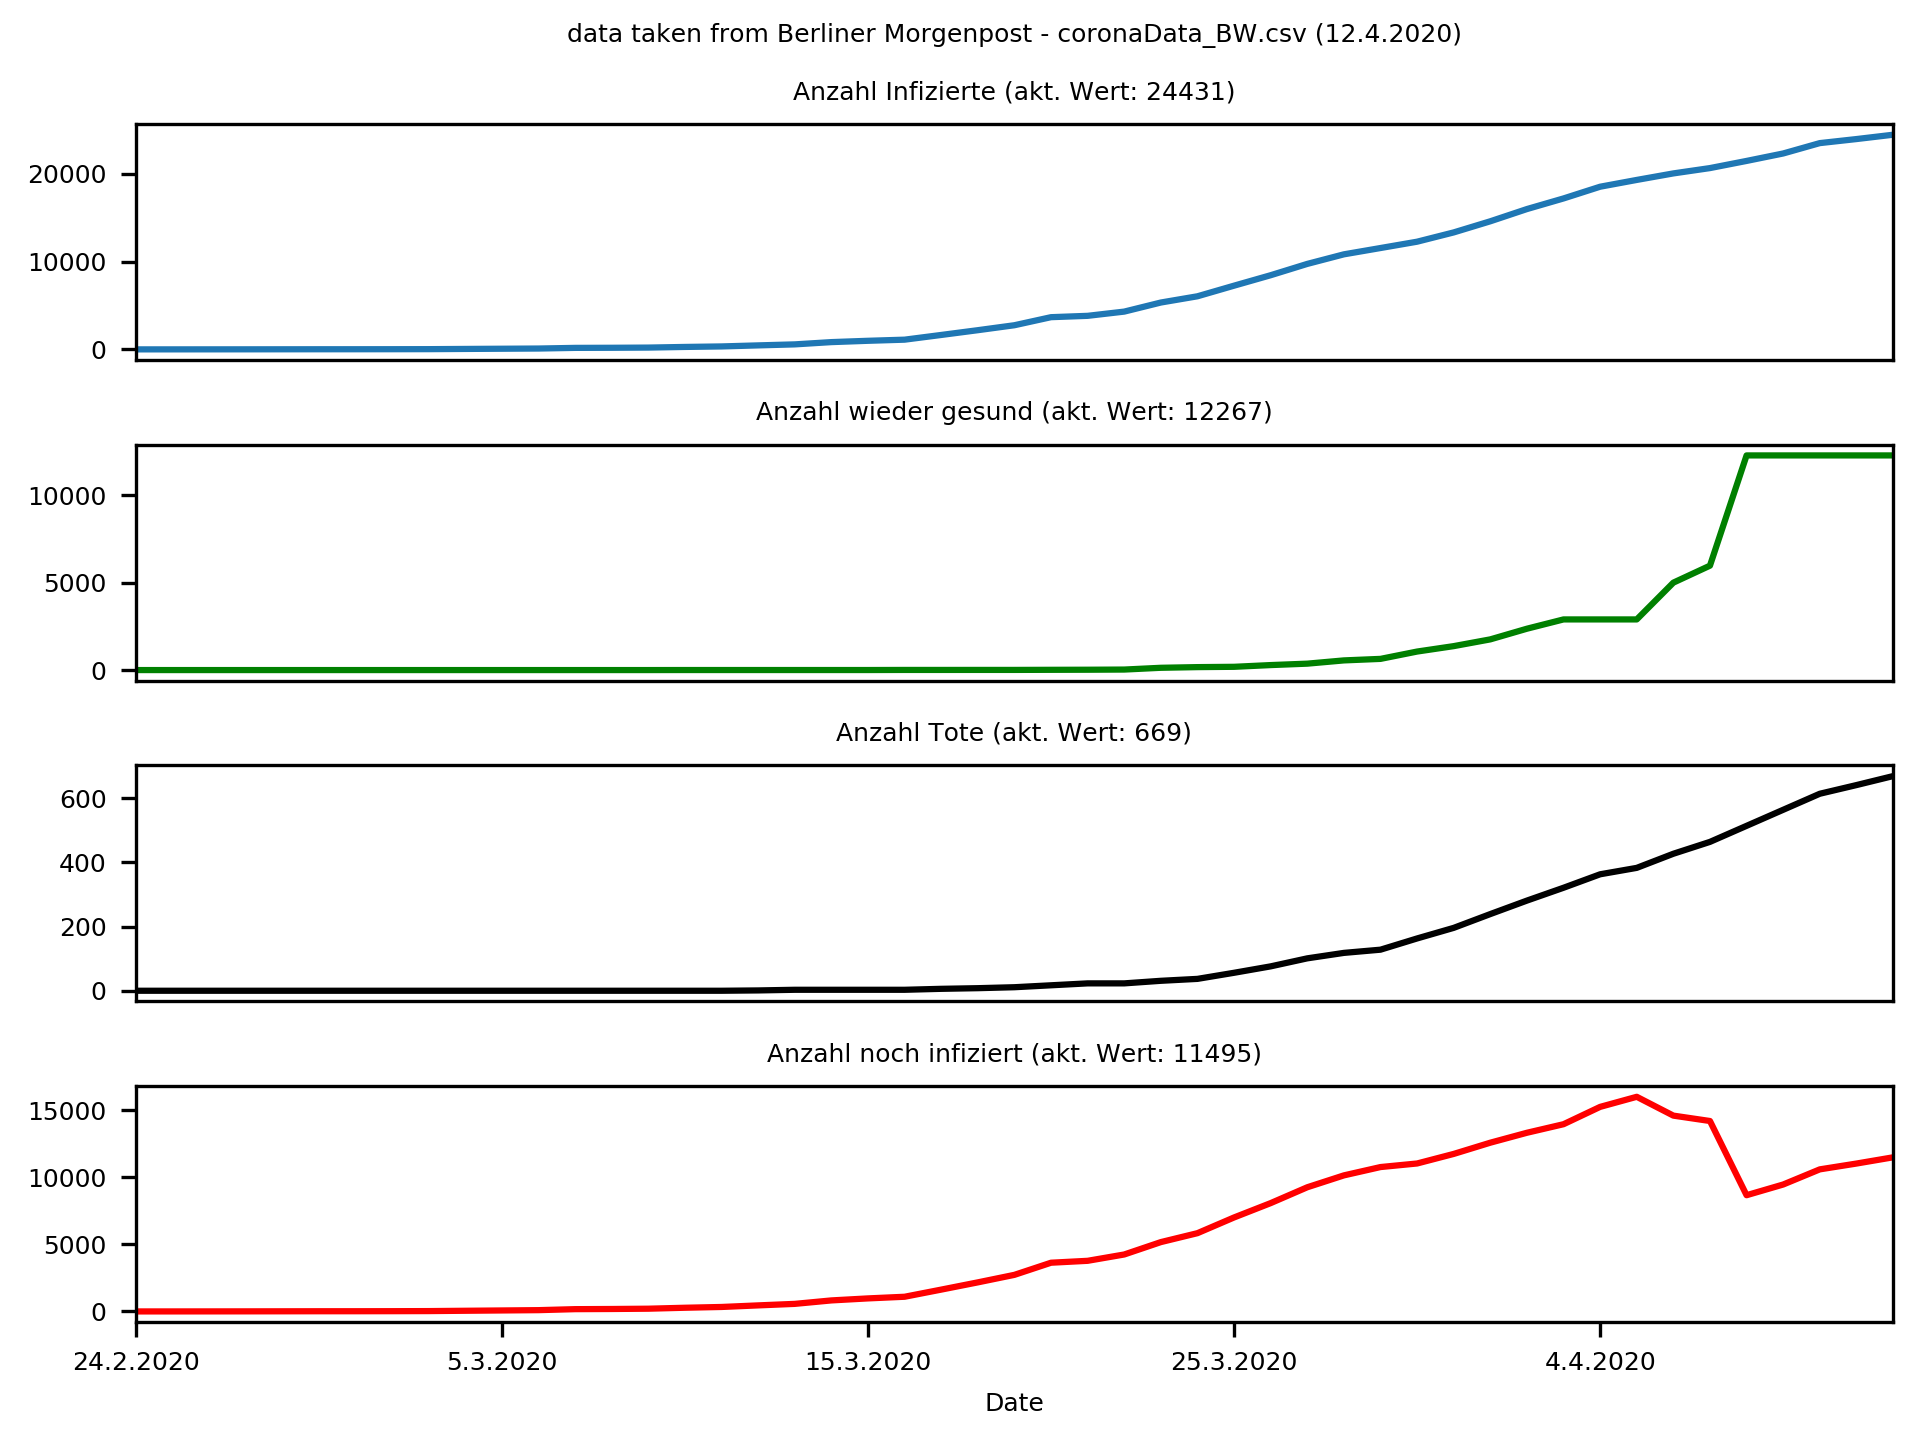 data taken from Berliner Morgenpost - coronaData_BW.csv (12.4.2020)
Anzahl Infizierte (akt. Wert: 24431)
20000
10000
0
Anzahl wieder gesund (akt. Wert: 12267)
10000
5000
0
Anzahl Tote (akt. Wert: 669)
600
400
200
0
Anzahl noch infiziert (akt. Wert: 11495)
15000
10000
5000
0
24.2.2020 5.3.2020 15.3.2020 25.3.2020 4.4.2020
Date